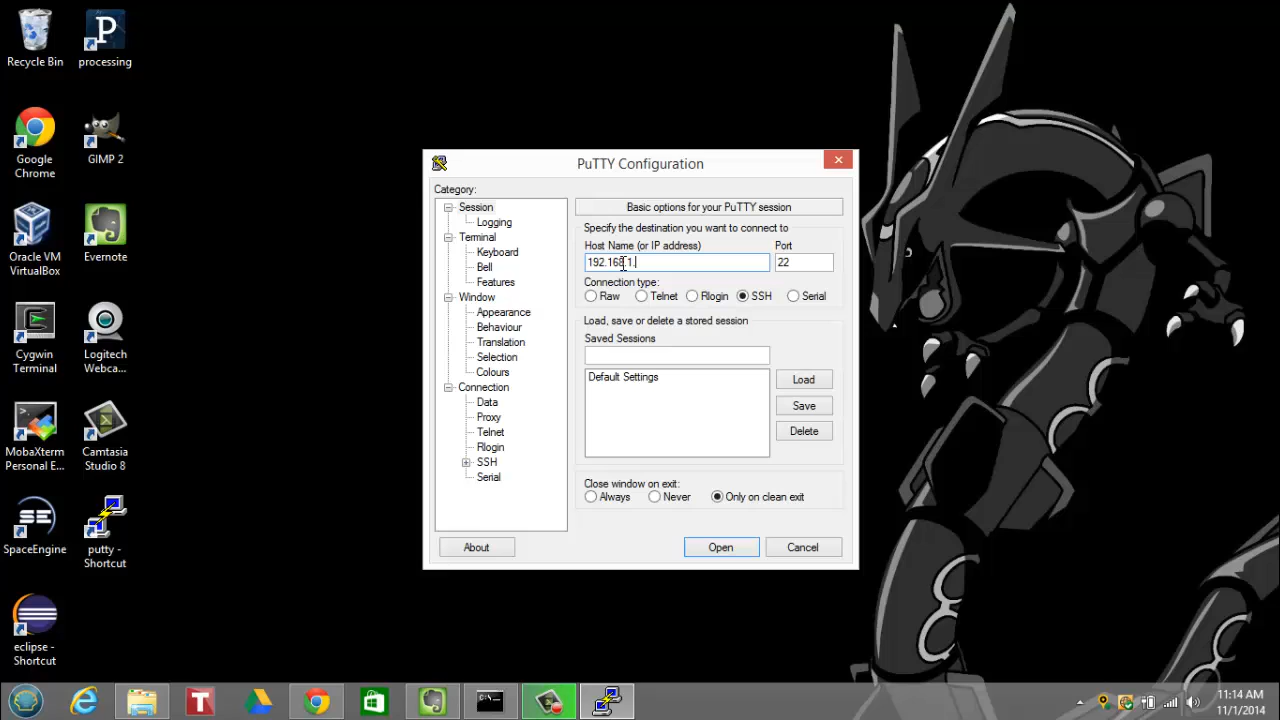 Recycle Bin
processing
Google
Chrome
GIMP 2
Oracle VM
VirtualBox
Evernote
Cygwin
Terminal
Logitech
Webca...
MobaXterm
Personal E...
Camtasia
Studio 8
SpaceEngine
putty -
Shortcut
eclipse -
Shortcut
PuTTY Configuration
Category:
Session
Logging
Terminal
Keyboard
Bell
Features
Window
Appearance
Behaviour
Translation
Selection
Colours
Connection
Data
Proxy
Telnet
Rlogin
SSH
Serial
Basic options for your PuTTY session
Specify the destination you want to connect to
Host Name (or IP address)
Port
192.168.1.
22
Connection type:
Raw
Telnet
Rlogin
SSH
Serial
Load, save or delete a stored session
Saved Sessions
Default Settings
Load
Save
Delete
Close window on exit:
Always
Never
Only on clean exit
About
Open
Cancel
11:14 AM
11/1/2014